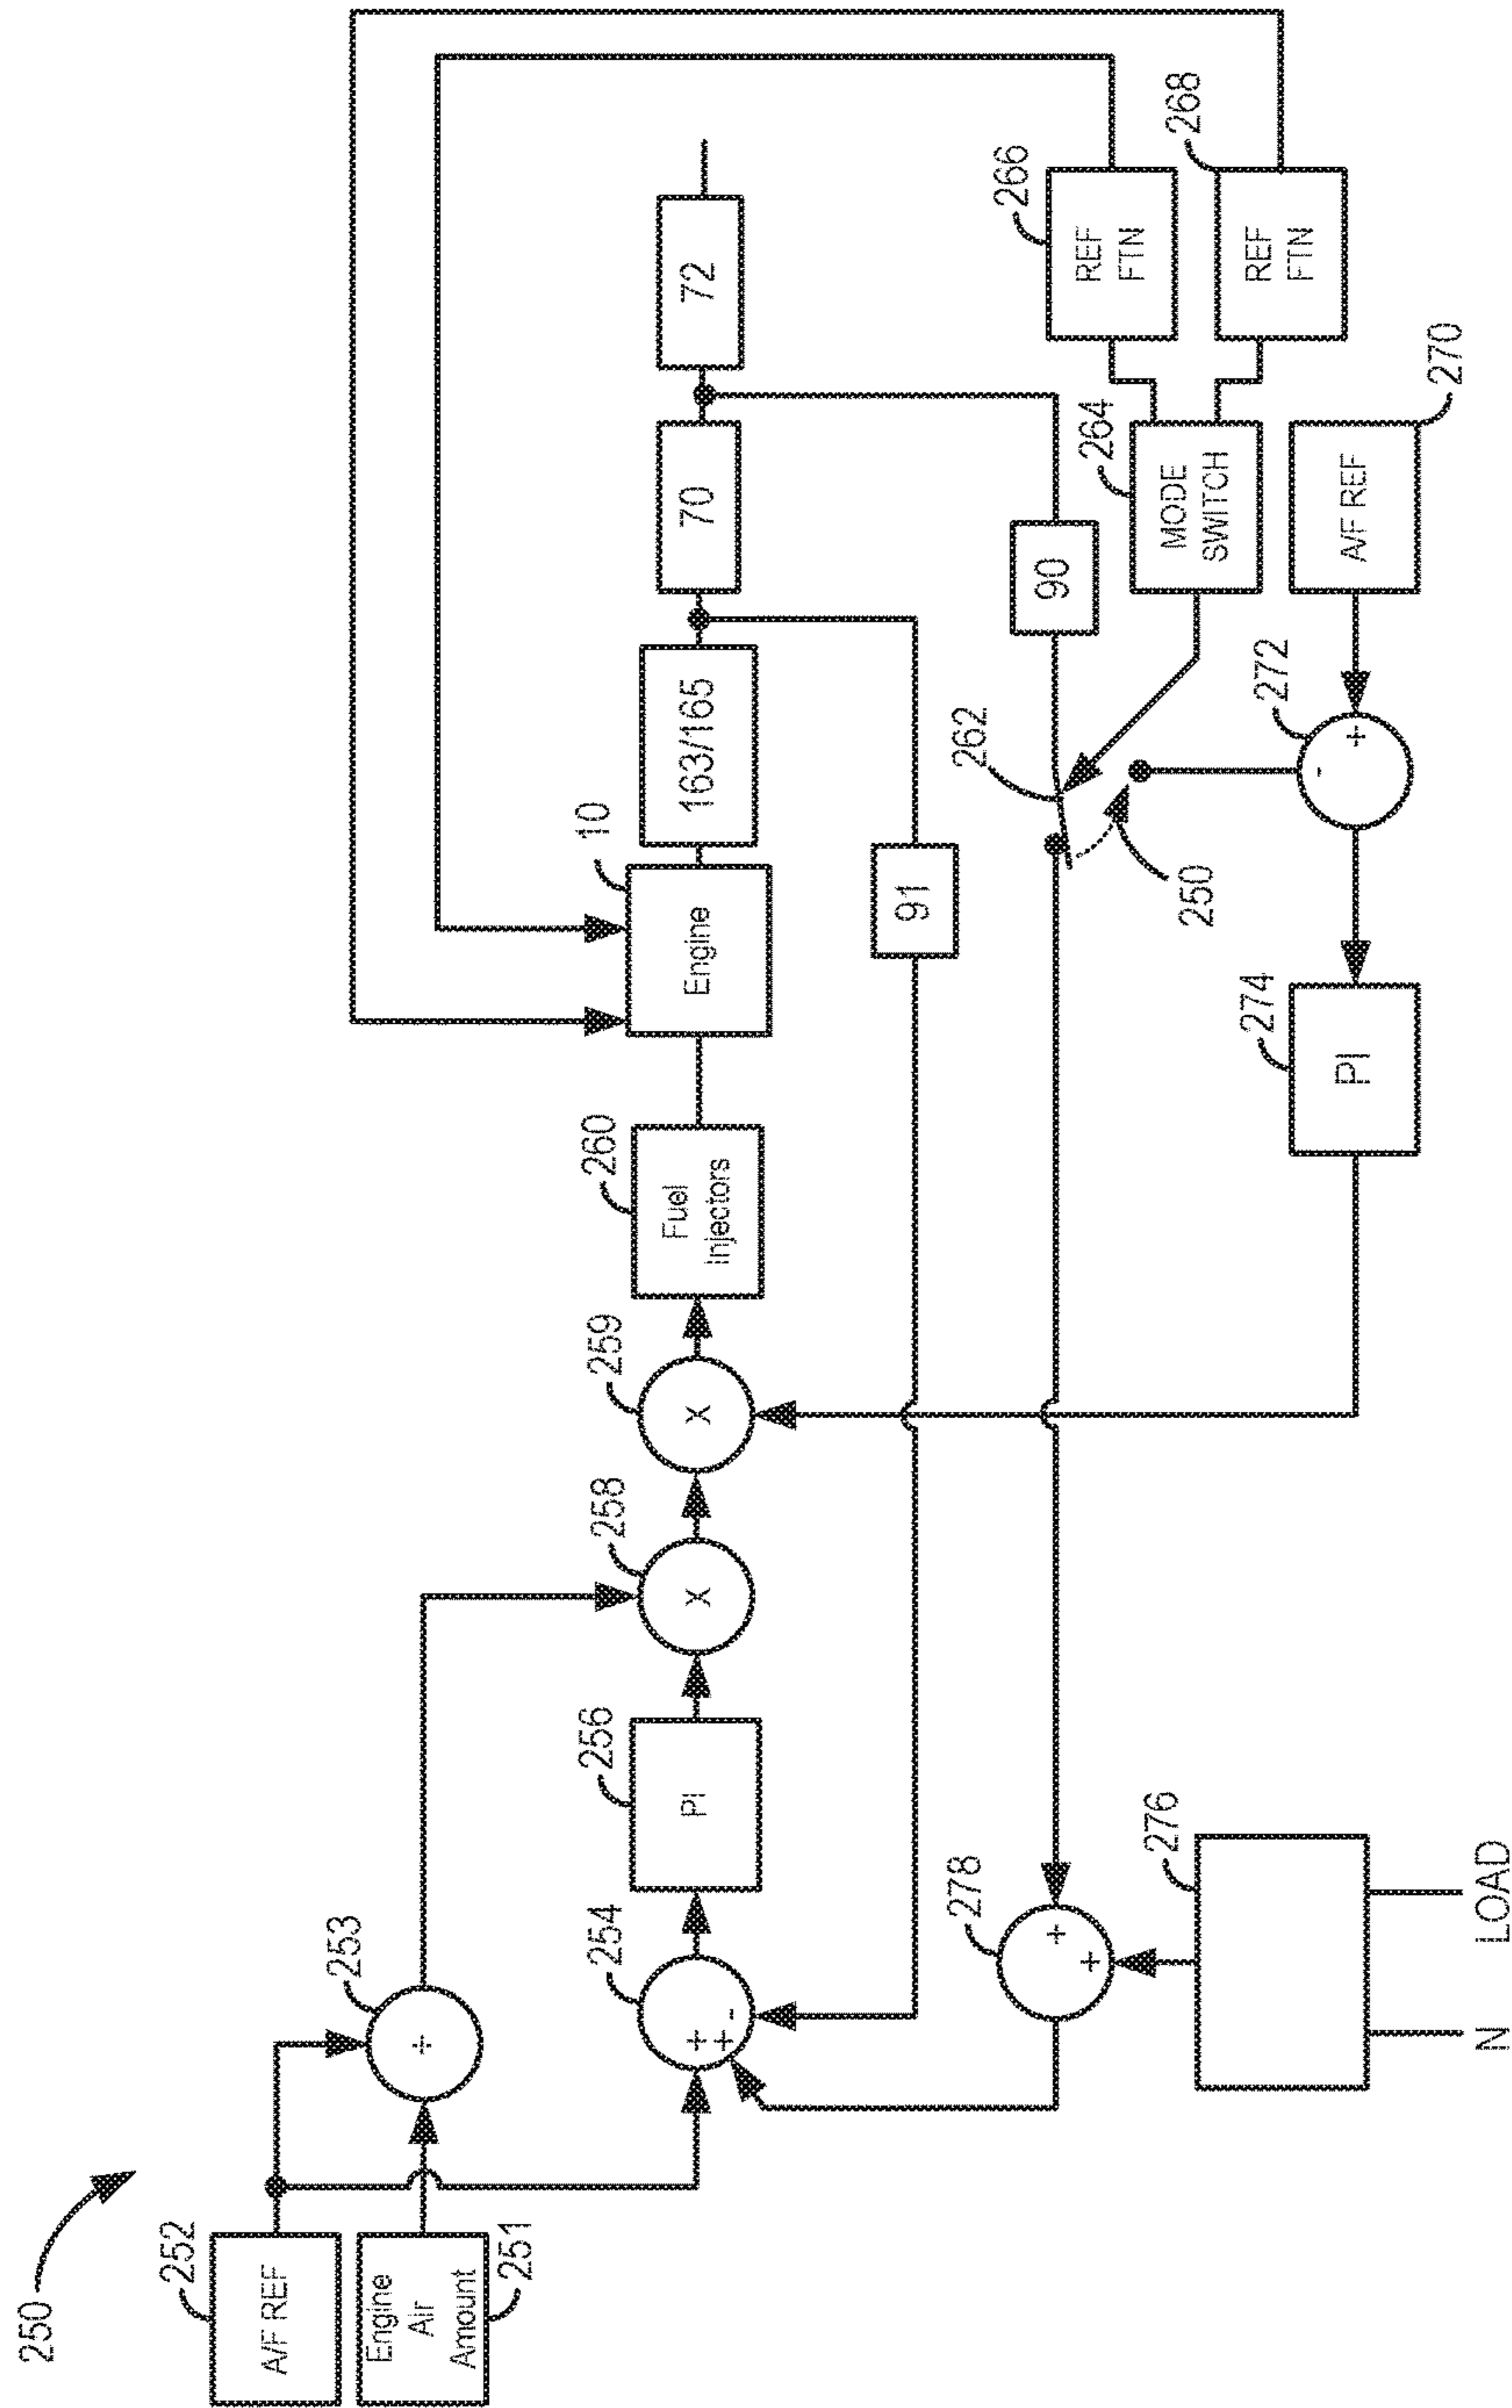 250
252
A/F REF
Engine
Air
Amount
251
253
÷
254
+
+
-
256
PI
258
X
259
X
260
Fuel
Injectors
10
Engine
163/165
70
72
91
90
262
250
264
MODE
SWITCH
266
REF
FTN
268
REF
FTN
270
A/F REF
272
+
-
274
PI
278
+
+
276
N
LOAD